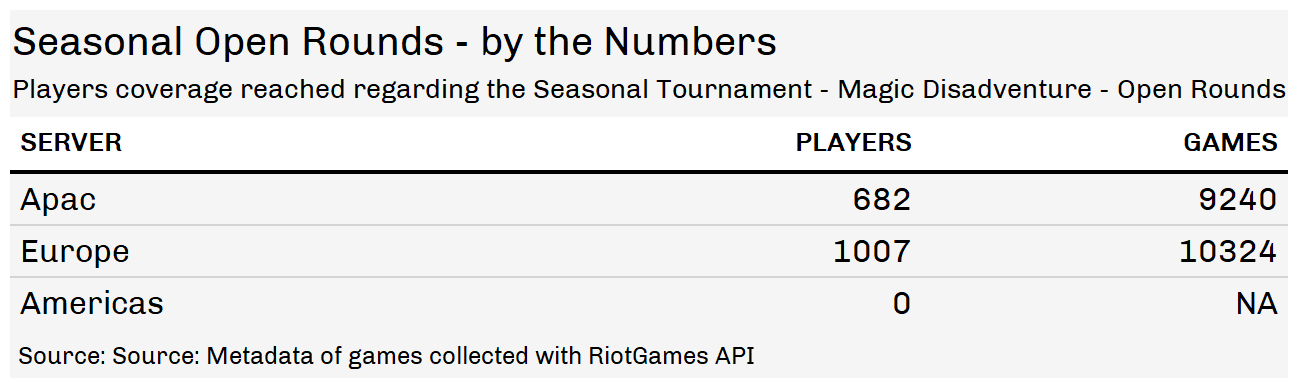 Seasonal Open Rounds - by the Numbers
Players coverage reached regarding the Seasonal Tournament - Magic Disadventure - Open Rounds
SERVER PLAYERS GAMES
Apac 682 9240
Europe 1007 10324
Americas 0 NA
Source: Source: Metadata of games collected with RiotGames API